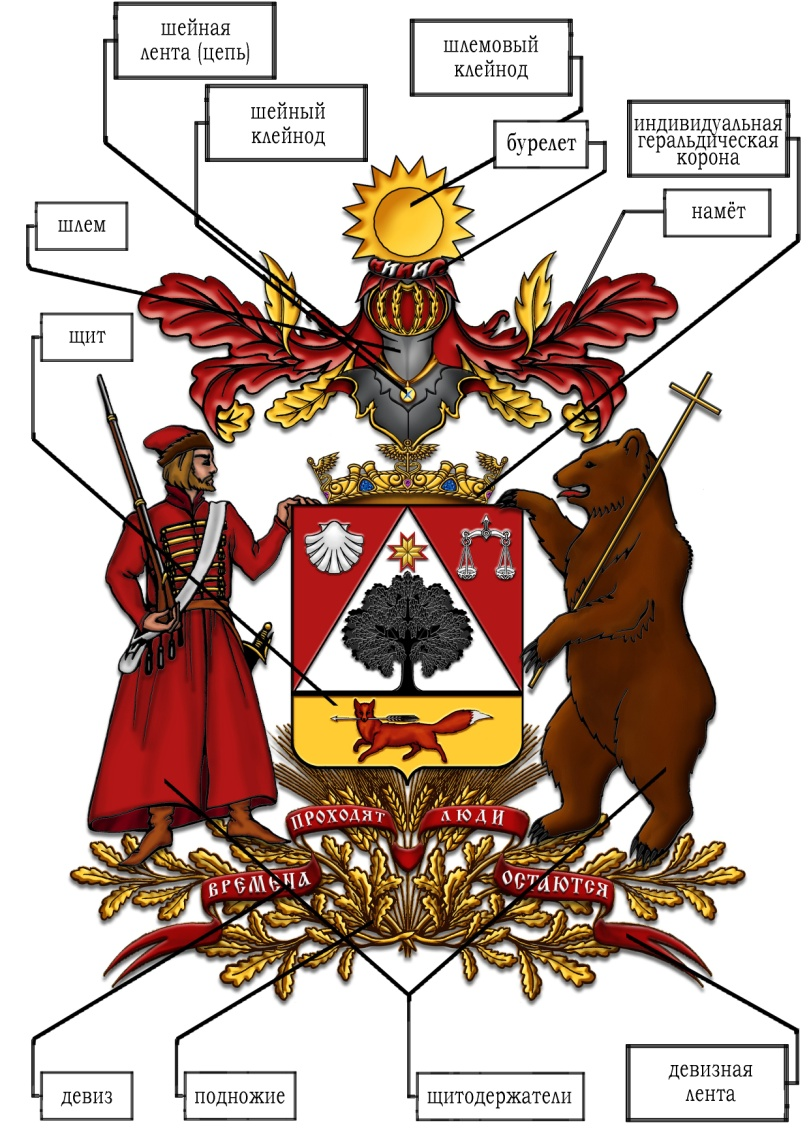 шейная
лента (цепь)
шлемовый
клейнод
шейный
клейнод
индивидуальная
геральдическая
корона
бурелет
намёт
шлем
щит
проходят
люди
времена
остаются
девиз
подножие
щитодержатели
девизная
лента